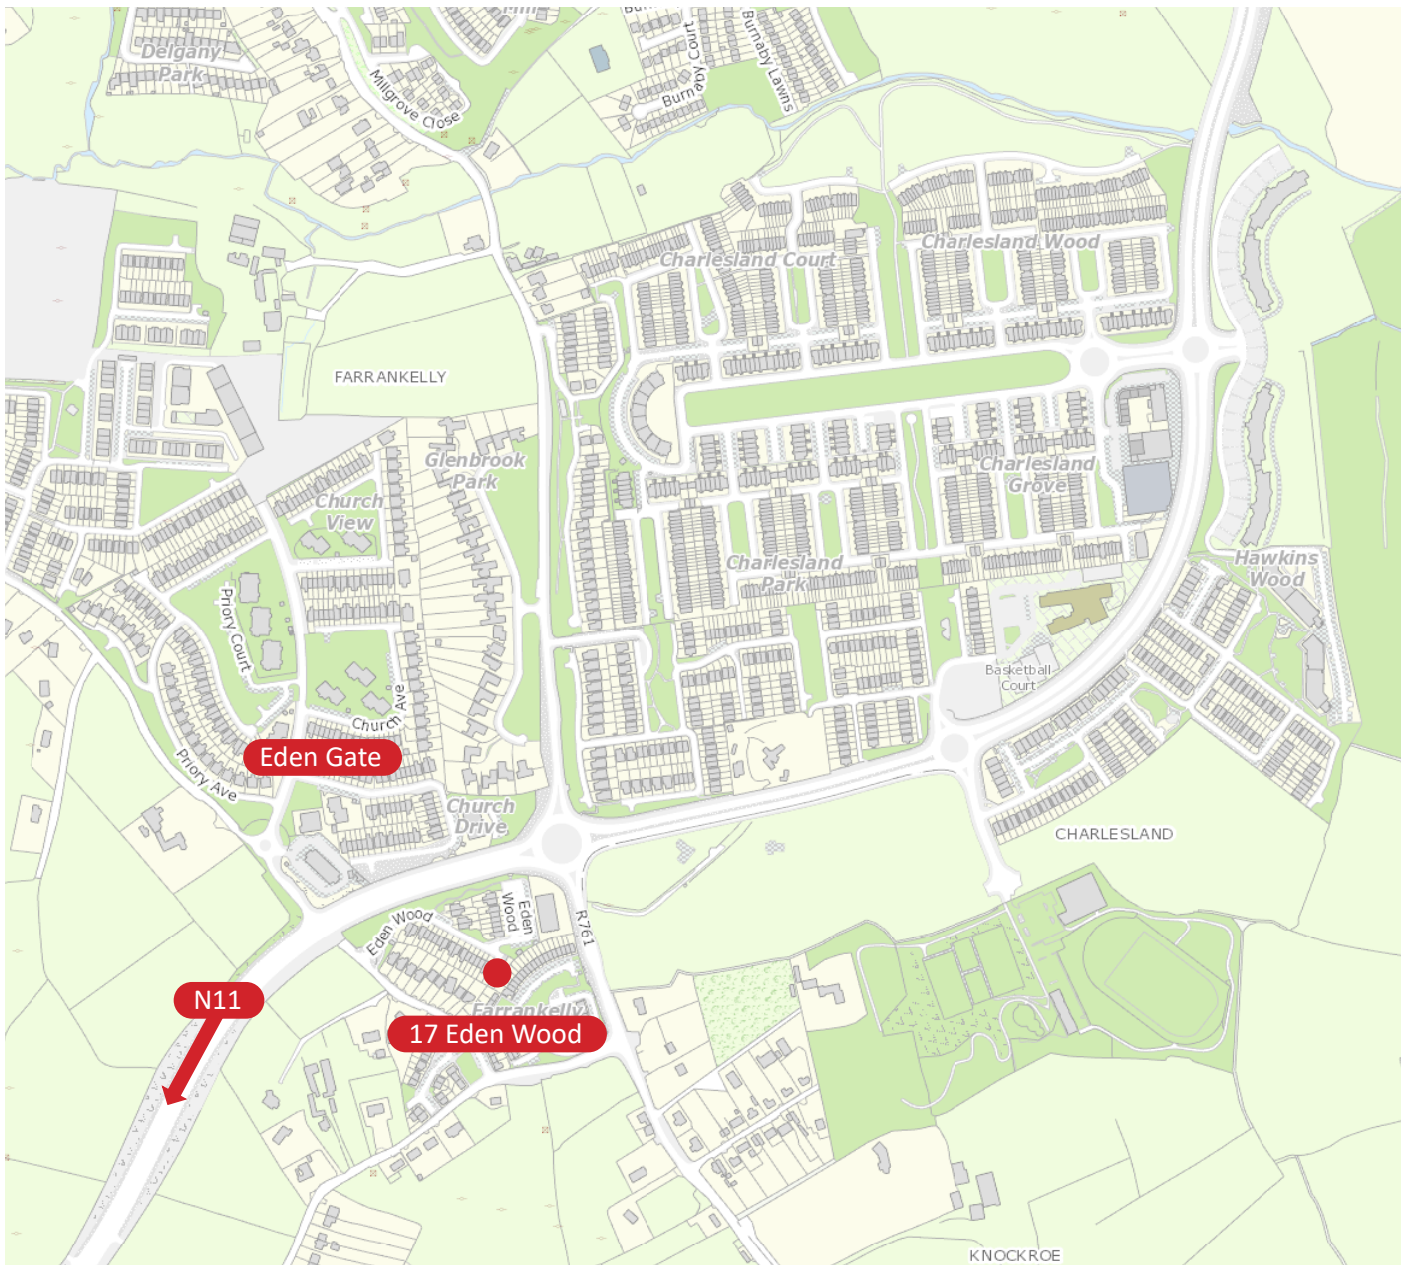 Delgany
Park
Millgrove Close
Burnaby Court
Burnaby Lawns
Charlesland Wood
Charlesland Court
FARRANKELLY
Glenbrook
Park
Charlesland
Grove
Church
View
Charlesland
Park
Hawkins
Wood
Priory Court
Basketball
Court
Church Ave
Eden Gate
Priory Ave
Church
Drive
CHARLESLAND
Eden Wood
Eden
Wood
R761
N11
Farrankelly
17 Eden Wood
KNOCKROE